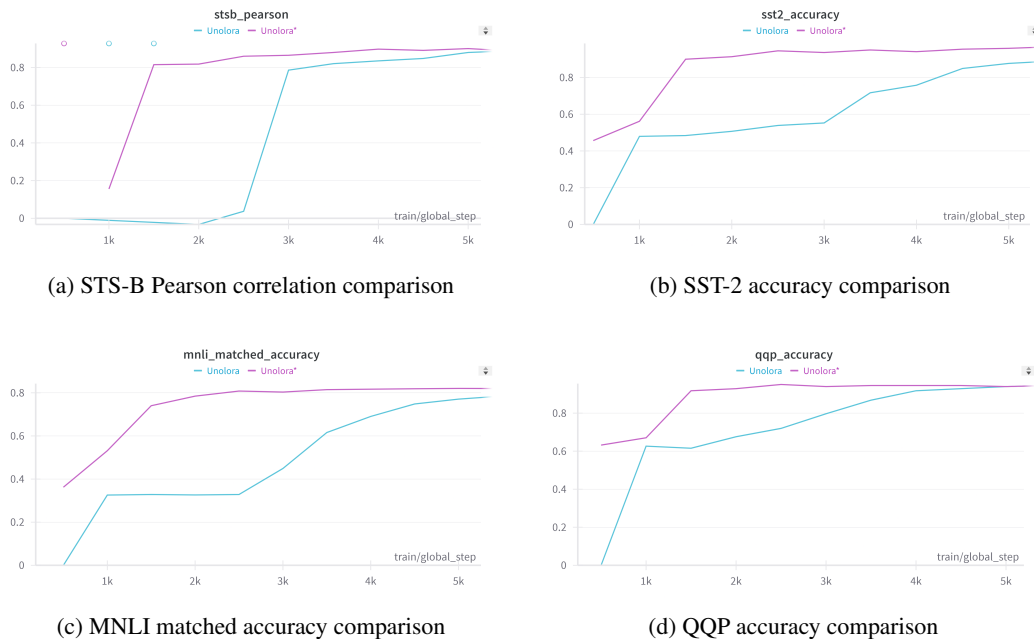 stsb_pearson
Unolora Unolora*
0.8
0.6
0.4
0.2
0
train/global_step
1k 2k 3k 4k 5k
(a) STS-B Pearson correlation comparison
sst2_accuracy
Unolora Unolora*
0.8
0.6
0.4
0.2
0
train/global_step
1k 2k 3k 4k 5k
(b) SST-2 accuracy comparison
mnli_matched_accuracy
Unolora Unolora*
0.8
0.6
0.4
0.2
0
train/global_step
1k 2k 3k 4k 5k
(c) MNLI matched accuracy comparison
qqp_accuracy
Unolora Unolora*
0.8
0.6
0.4
0.2
0
train/global_step
1k 2k 3k 4k 5k
(d) QQP accuracy comparison